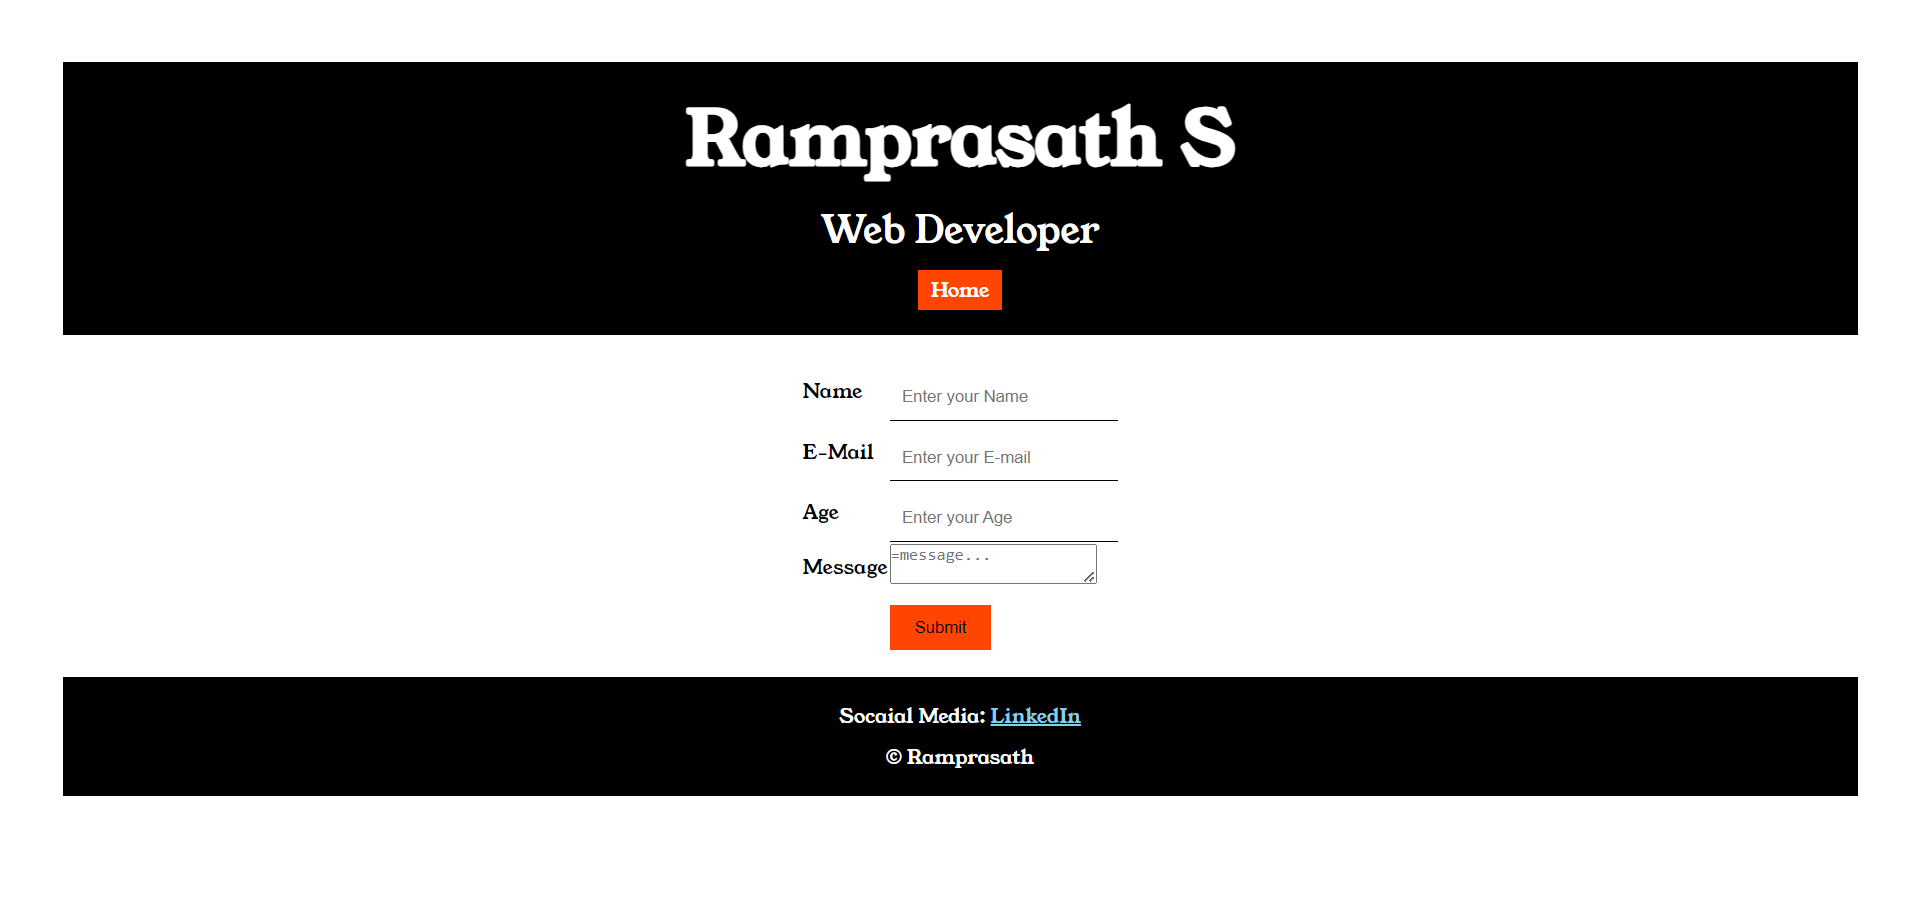 Ramprasath S
Web Developer
Home
Name Enter your Name
E-Mail Enter your E-mail
Age Enter your Age
Message =message...
Submit
Socaial Media: LinkedIn
© Ramprasath